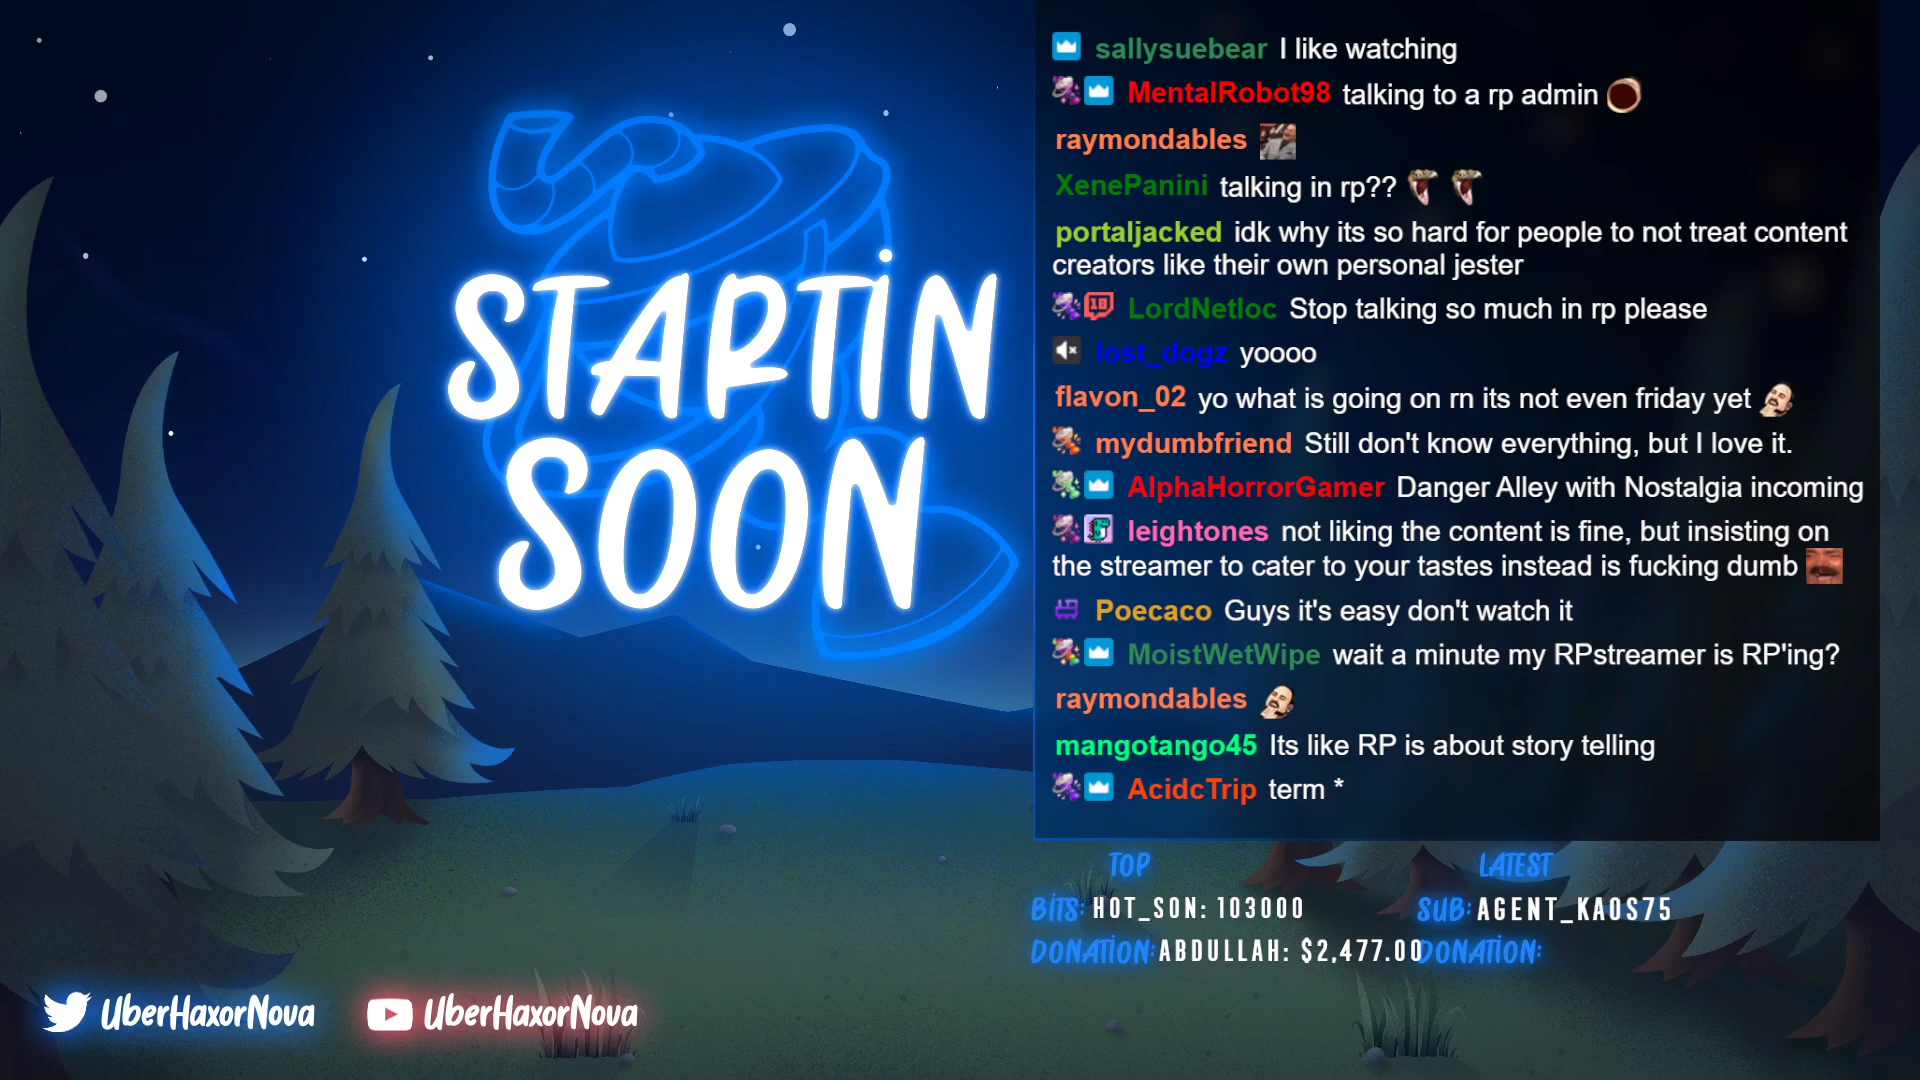 STARTIN
SOON
sallysuebear I like watching
MentalRobot98 talking to a rp admin
raymondables
XenePanini talking in rp??
portaljacked idk why its so hard for people to not treat content
creators like their own personal jester
LordNetloc Stop talking so much in rp please
lost_dogz yoooo
flavon_02 yo what is going on rn its not even friday yet
mydumbfriend Still don't know everything, but I love it.
AlphaHorrorGamer Danger Alley with Nostalgia incoming
leightones not liking the content is fine, but insisting on
the streamer to cater to your tastes instead is fucking dumb
Poecaco Guys it's easy don't watch it
MoistWetWipe wait a minute my RPstreamer is RP'ing?
raymondables
mangotango45 Its like RP is about story telling
AcidcTrip term *
TOP
BITS: HOT_SON: 103000
DONATION: ABDULLAH: $2,477.00
LATEST
SUB: AGENT_KAOS75
DONATION:
UberHaxorNova
UberHaxorNova